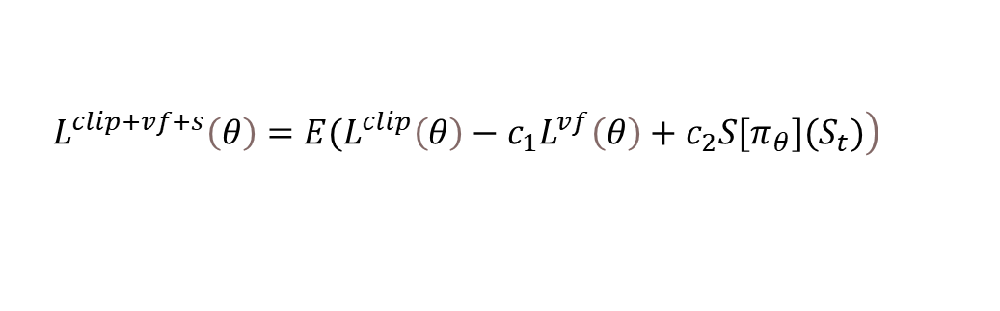 L^{clip+vf+s}(θ) = E(L^{clip}(θ) − c_1L^{vf}(θ) + c_2S[π_θ](S_t))